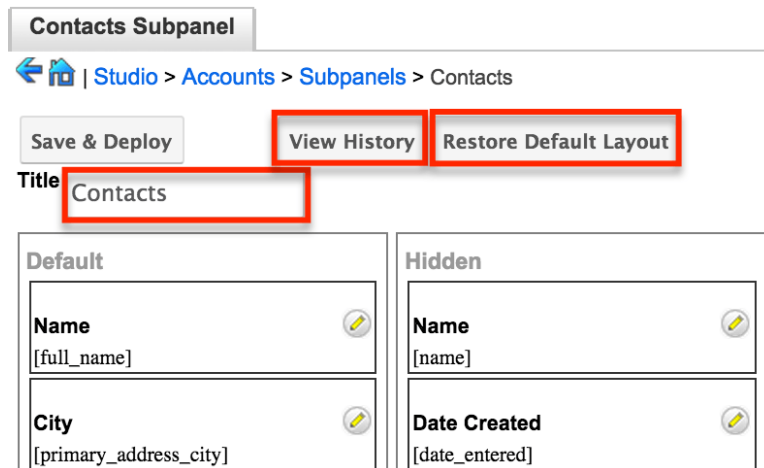 Contacts Subpanel
| Studio > Accounts > Subpanels > Contacts
Save & Deploy View History Restore Default Layout
Title Contacts
Default Hidden
Name Name
[full_name] [name]
City Date Created
[primary_address_city] [date_entered]